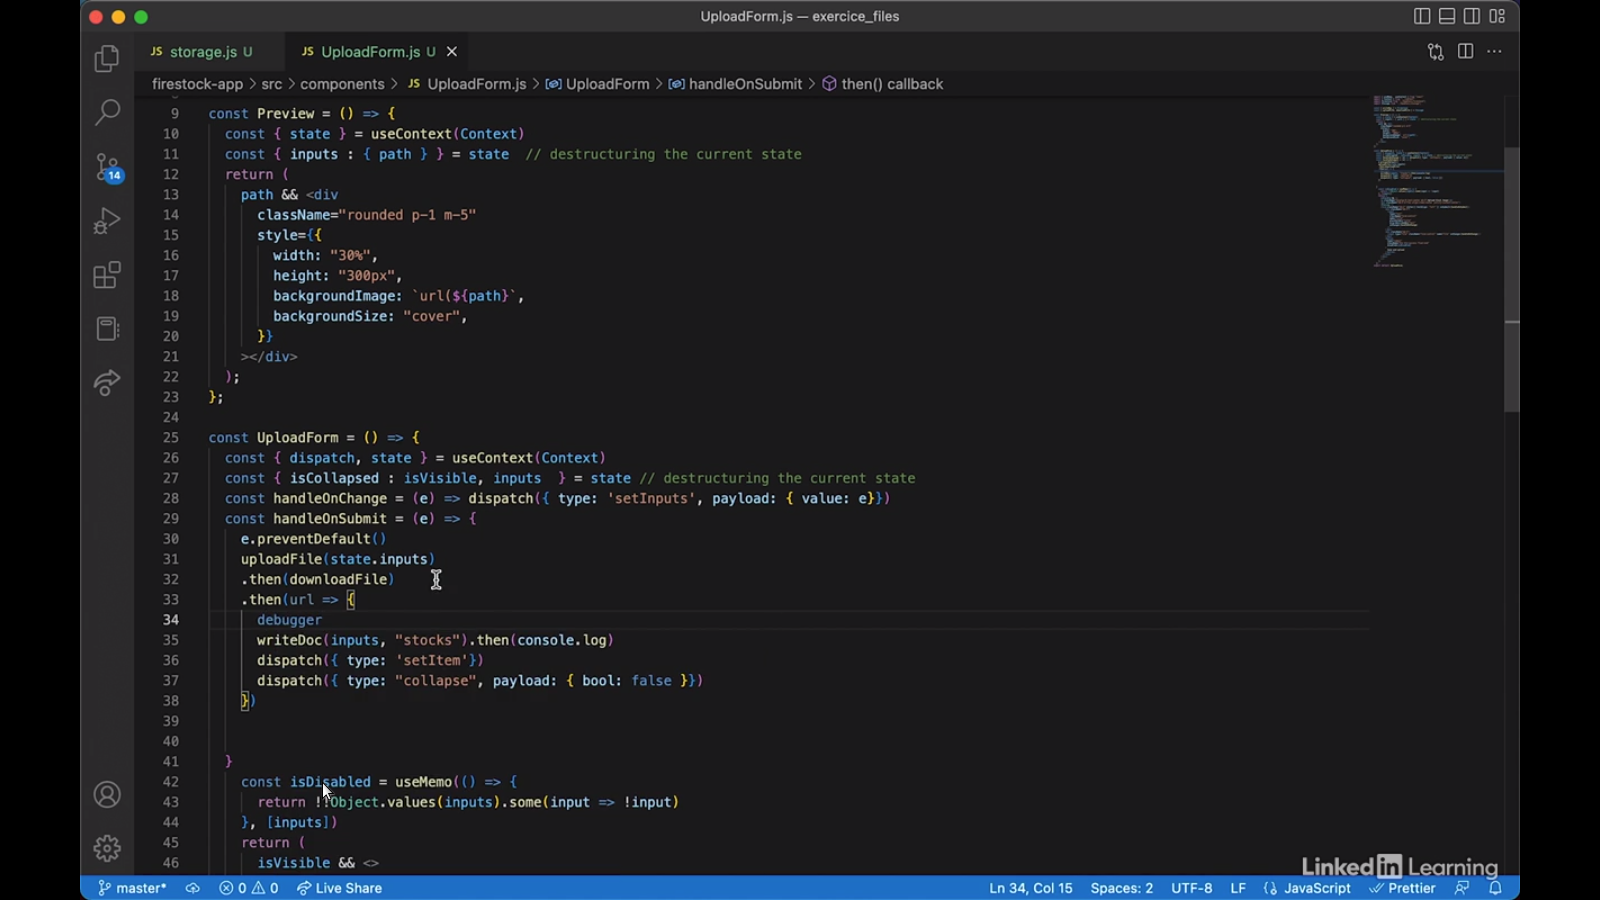 UploadForm.js — exercice_files
JS storage.js U
JS UploadForm.js U
firestock-app > src > components > JS UploadForm.js > UploadForm > handleOnSubmit > then() callback
9 const Preview = () => {
10 const { state } = useContext(Context)
11 const { inputs : { path } } = state // destructuring the current state
12 return (
13 path && <div
14 className="rounded p-1 m-5"
15 style={{
16 width: "30%",
17 height: "300px",
18 backgroundImage: `url(${path}`,
19 backgroundSize: "cover",
20 }}
21 ></div>
22 );
23 };
24
25 const UploadForm = () => {
26 const { dispatch, state } = useContext(Context)
27 const { isCollapsed : isVisible, inputs } = state // destructuring the current state
28 const handleOnChange = (e) => dispatch({ type: 'setInputs', payload: { value: e}})
29 const handleOnSubmit = (e) => {
30 e.preventDefault()
31 uploadFile(state.inputs)
32 .then(downloadFile)
33 .then(url => {
34 debugger
35 writeDoc(inputs, "stocks").then(console.log)
36 dispatch({ type: 'setItem'})
37 dispatch({ type: "collapse", payload: { bool: false }})
38 })
39
40
41 }
42 const isDisabled = useMemo(() => {
43 return !!Object.values(inputs).some(input => !input)
44 }, [inputs])
45 return (
46 isVisible && <>
14
LinkedIn Learning
master* 0 0 Live Share Ln 34, Col 15 Spaces: 2 UTF-8 LF JavaScript Prettier